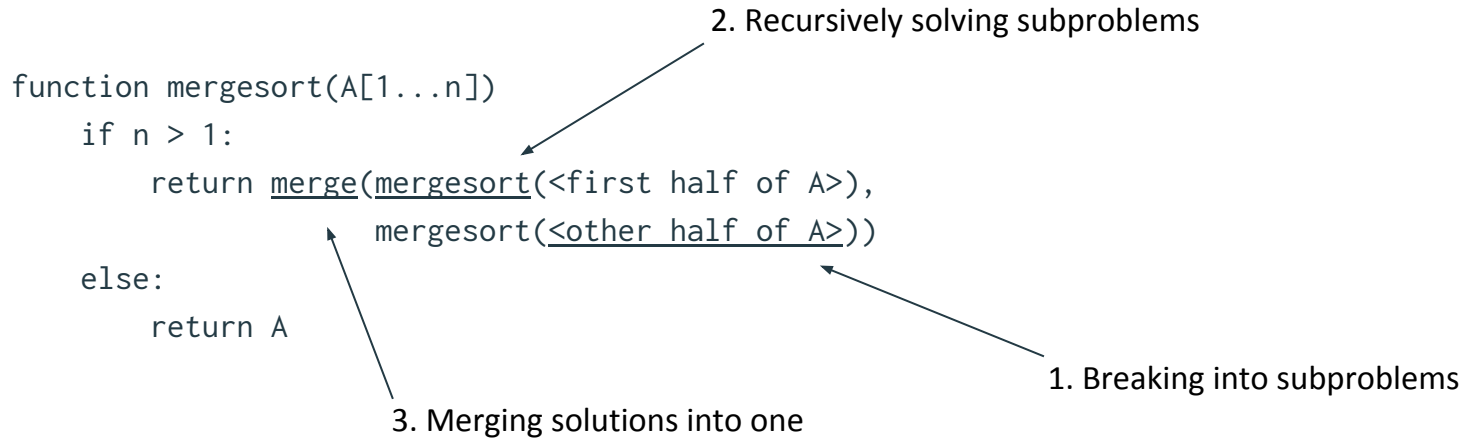 2. Recursively solving subproblems
function mergesort(A[1...n])
if n > 1:
return merge(mergesort(<first half of A>),
mergesort(<other half of A>))
else:
return A
1. Breaking into subproblems
3. Merging solutions into one